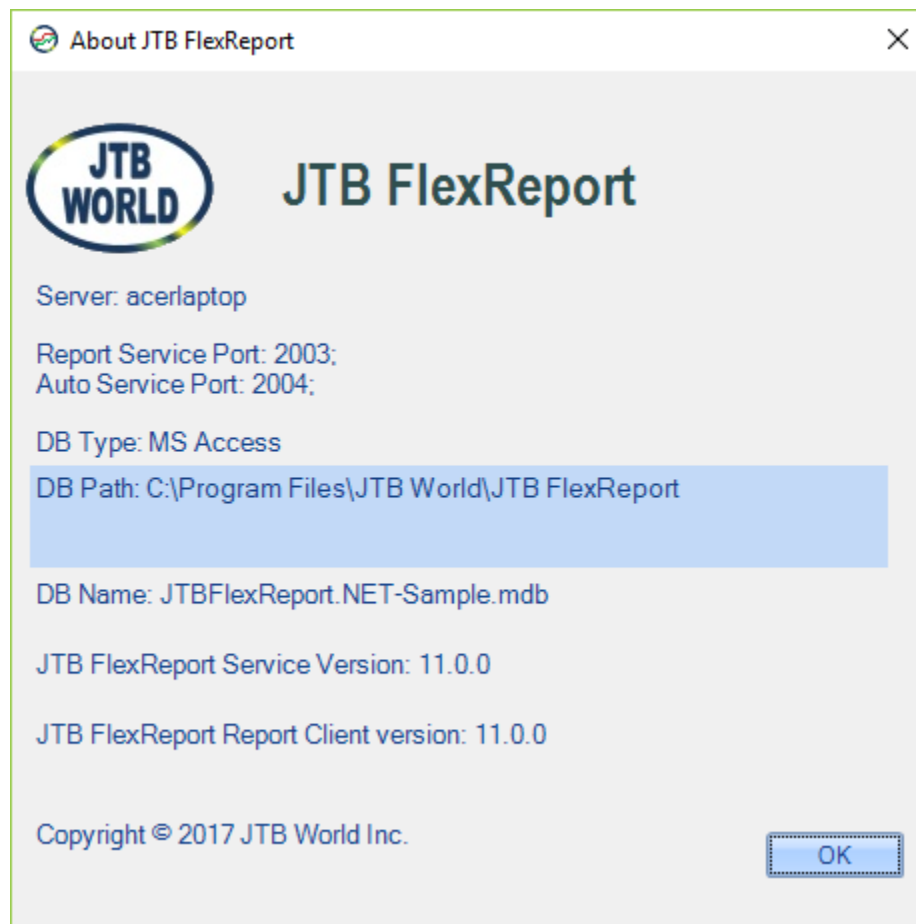 About JTB FlexReport
JTB
WORLD
JTB FlexReport
Server: acerlaptop
Report Service Port: 2003;
Auto Service Port: 2004;
DB Type: MS Access
DB Path: C:\Program Files\JTB World\JTB FlexReport
DB Name: JTBFlexReport.NET-Sample.mdb
JTB FlexReport Service Version: 11.0.0
JTB FlexReport Report Client version: 11.0.0
Copyright © 2017 JTB World Inc.
OK